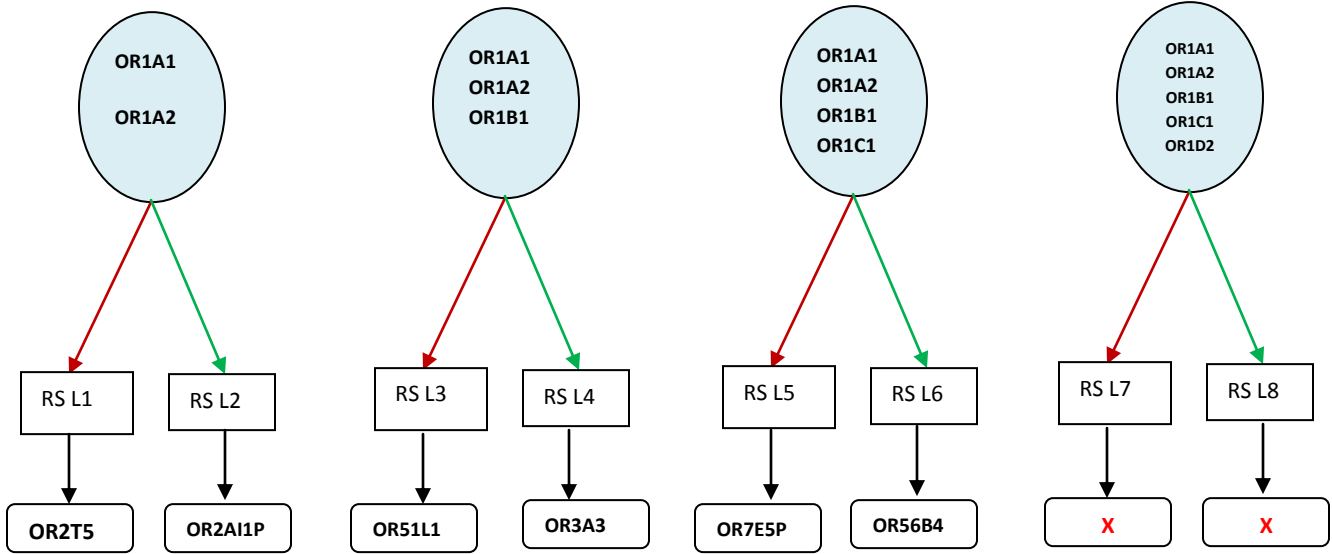 OR1A1
OR1A2
OR1A1
OR1A2
OR1B1
OR1A1
OR1A2
OR1B1
OR1C1
OR1A1
OR1A2
OR1B1
OR1C1
OR1D2
RS L1
RS L2
RS L3
RS L4
RS L5
RS L6
RS L7
RS L8
OR2T5
OR2AI1P
OR51L1
OR3A3
OR7E5P
OR56B4
X
X